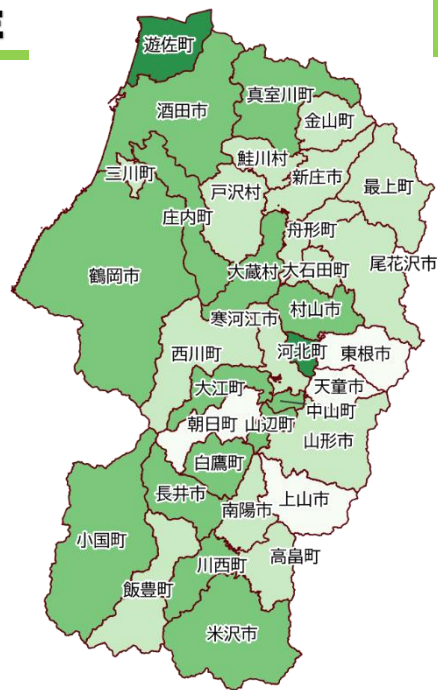 遊佐町
真室川町
酒田市
金山町
鮭川村
新庄市
三川町
戸沢村
最上町
庄内町
舟形町
尾花沢市
鶴岡市
大蔵村
大石田町
村山市
寒河江市
西川町
河北町
東根市
大江町
天童市
中山町
朝日町
山辺町
山形市
白鷹町
長井市
上山市
南陽市
小国町
高畠町
川西町
飯豊町
米沢市